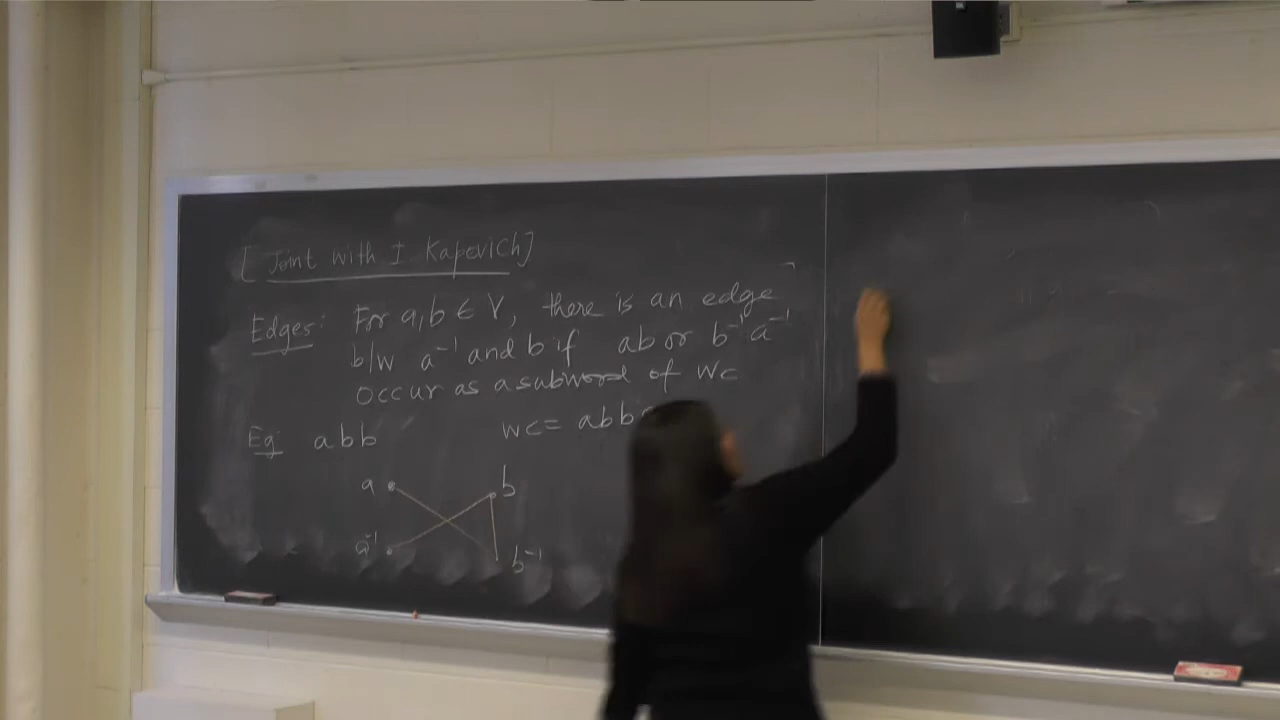 [Joint with I. Kapovich]
Edges: For a,b ∈ V, there is an edge
b/w a⁻¹ and b if ab or b⁻¹a⁻¹
occur as a subword of wc
Eg: abb wc= abb
a b
a⁻¹ b⁻¹